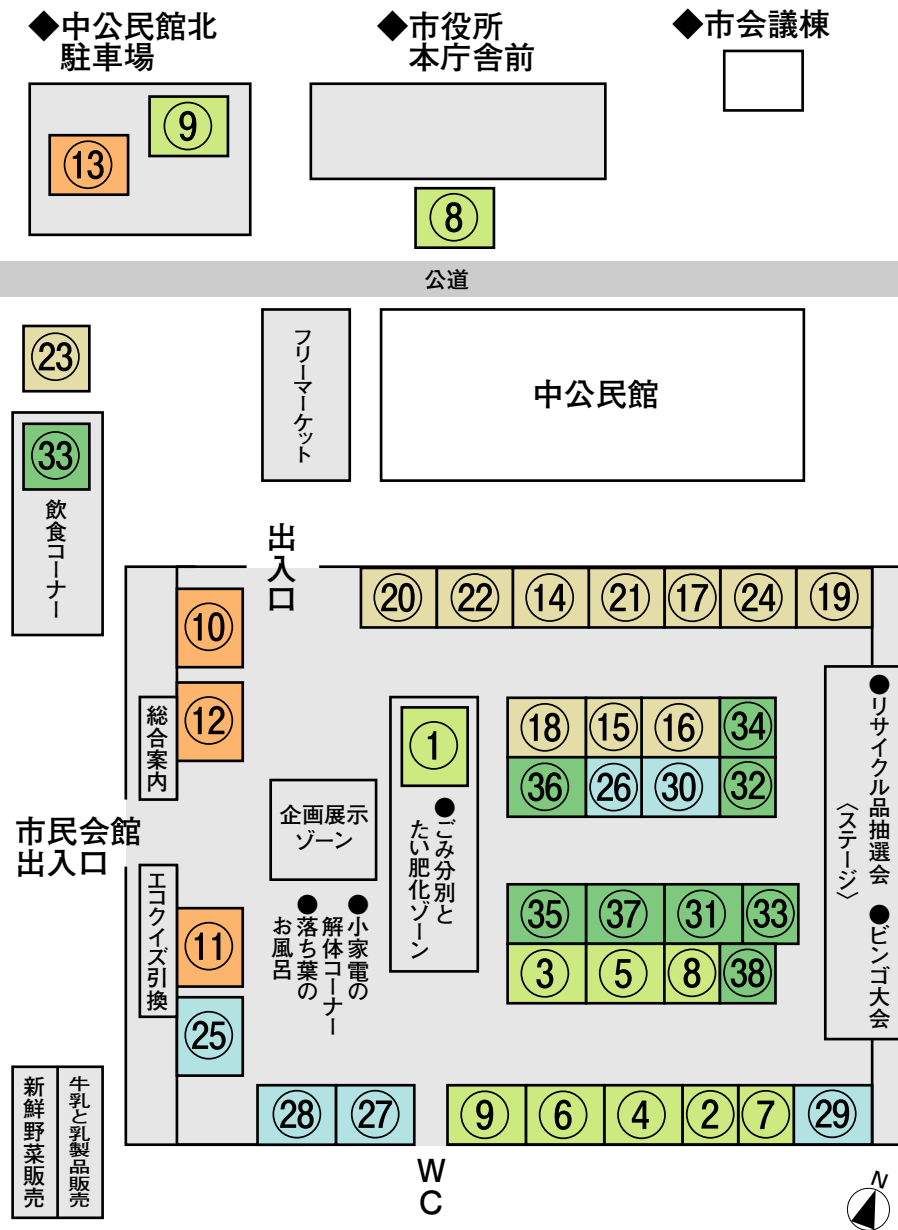 ◆中公民館北
駐車場
◆市役所
本庁舎前
◆市会議棟
⑨
⑬
⑧
公道
㉓
フリーマーケット
中公民館
㉝
飲食コーナー
出入口
⑳ ㉒ ⑭ ㉑ ⑰ ㉔ ⑲
⑩
⑫
総合案内
①
●ごみ分別と
たい肥化ゾーン
⑱ ⑮ ⑯ ㉞
㊱ ㉖ ㉚ ㉜
●リサイクル品抽選会 ●ビンゴ大会
〈ステージ〉
企画展示
ゾーン
市民会館
出入口
エコクイズ引換
⑪
㉕
●小家電の
解体コーナー
●落ち葉の
お風呂
㉟ ㊲ ㉛ ㉝
③ ⑤ ⑧ ㊳
牛乳と乳製品販売
新鮮野菜販売
㉘ ㉗
⑨ ⑥ ④ ② ⑦ ㉙
WC
N